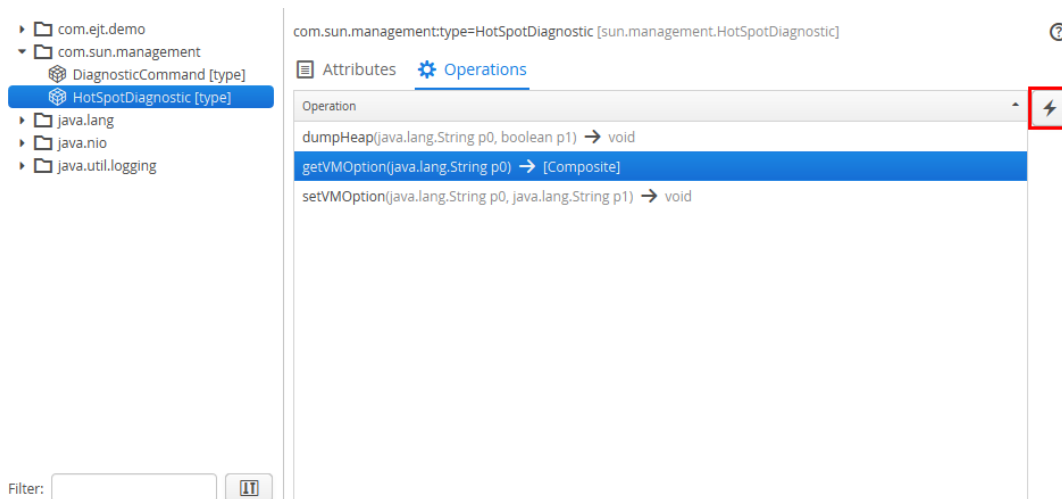 com.ejt.demo
com.sun.management
DiagnosticCommand [type]
HotSpotDiagnostic [type]
java.lang
java.nio
java.util.logging
Filter:
com.sun.management:type=HotSpotDiagnostic [sun.management.HotSpotDiagnostic]
Attributes Operations
Operation
dumpHeap(java.lang.String p0, boolean p1) → void
getVMOption(java.lang.String p0) → [Composite]
setVMOption(java.lang.String p0, java.lang.String p1) → void